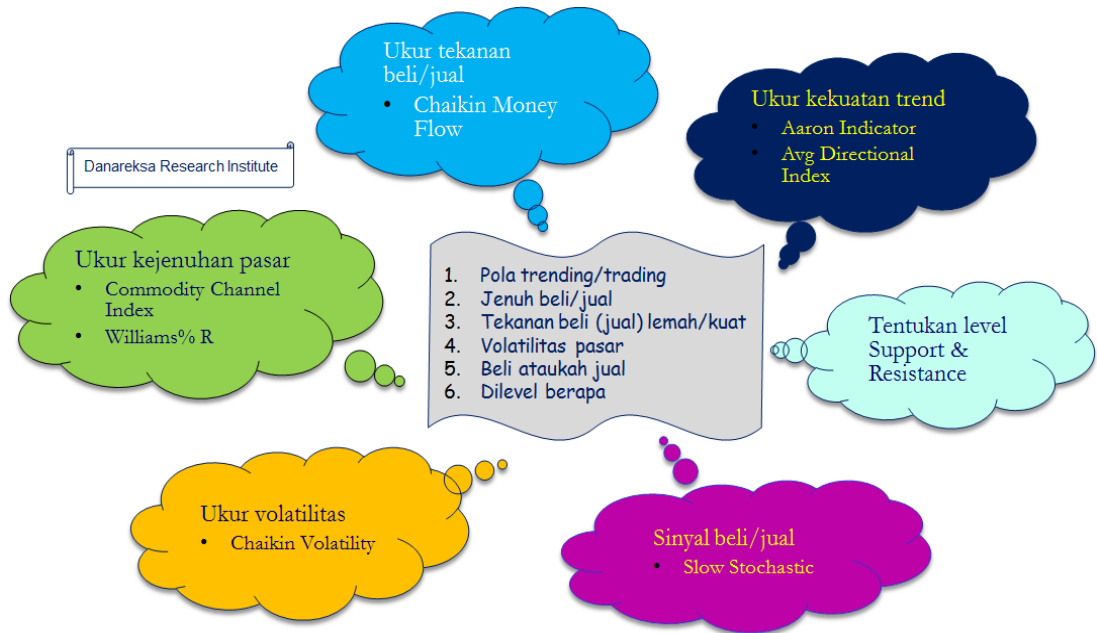 Ukur tekanan
beli/jual
• Chaikin Money
Flow
Ukur kekuatan trend
• Aaron Indicator
• Avg Directional
Index
Danareksa Research Institute
Ukur kejenuhan pasar
• Commodity Channel
Index
• Williams% R
1. Pola trending/trading
2. Jenuh beli/jual
3. Tekanan beli (jual) lemah/kuat
4. Volatilitas pasar
5. Beli ataukah jual
6. Dilevel berapa
Tentukan level
Support &
Resistance
Ukur volatilitas
• Chaikin Volatility
Sinyal beli/jual
• Slow Stochastic